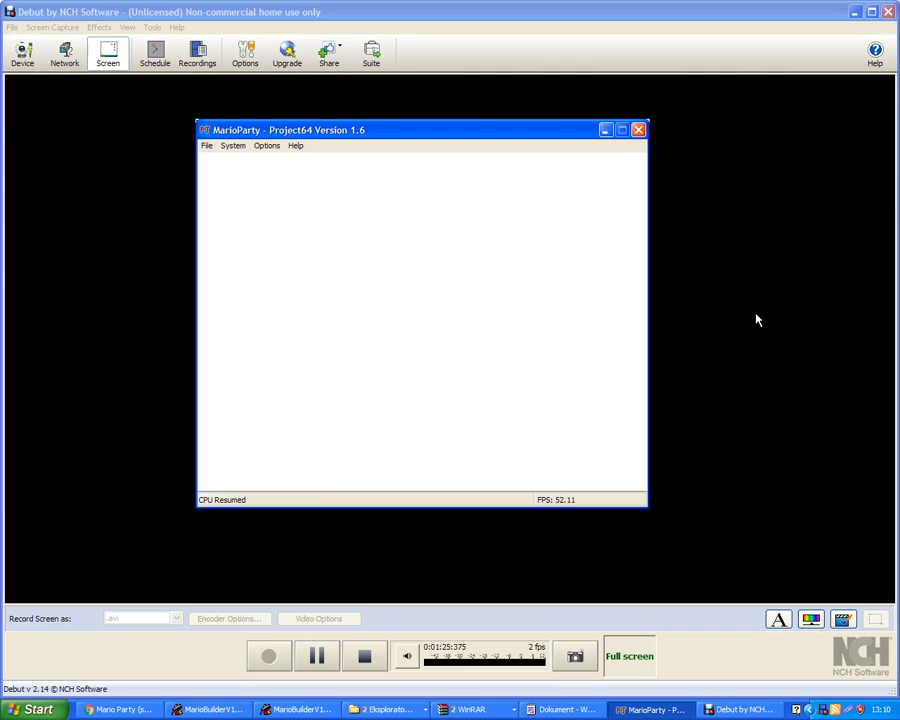 Debut by NCH Software - (Unlicensed) Non-commercial home use only
File Screen Capture Effects View Tools Help
Device Network Screen Schedule Recordings Options Upgrade Share Suite Help
MarioParty - Project64 Version 1.6
File System Options Help
CPU Resumed FPS: 52.11
Record Screen as: .avi Encoder Options... Video Options A
0:01:25:375 2 fps
Full screen
NCH
NCH Software
Debut v 2.14 © NCH Software
Start Mario Party (s... MarioBuilderV1... MarioBuilderV1... 2 Eksplorato... 2 WinRAR Dokument - W... MarioParty - P... Debut by NCH... 13:10